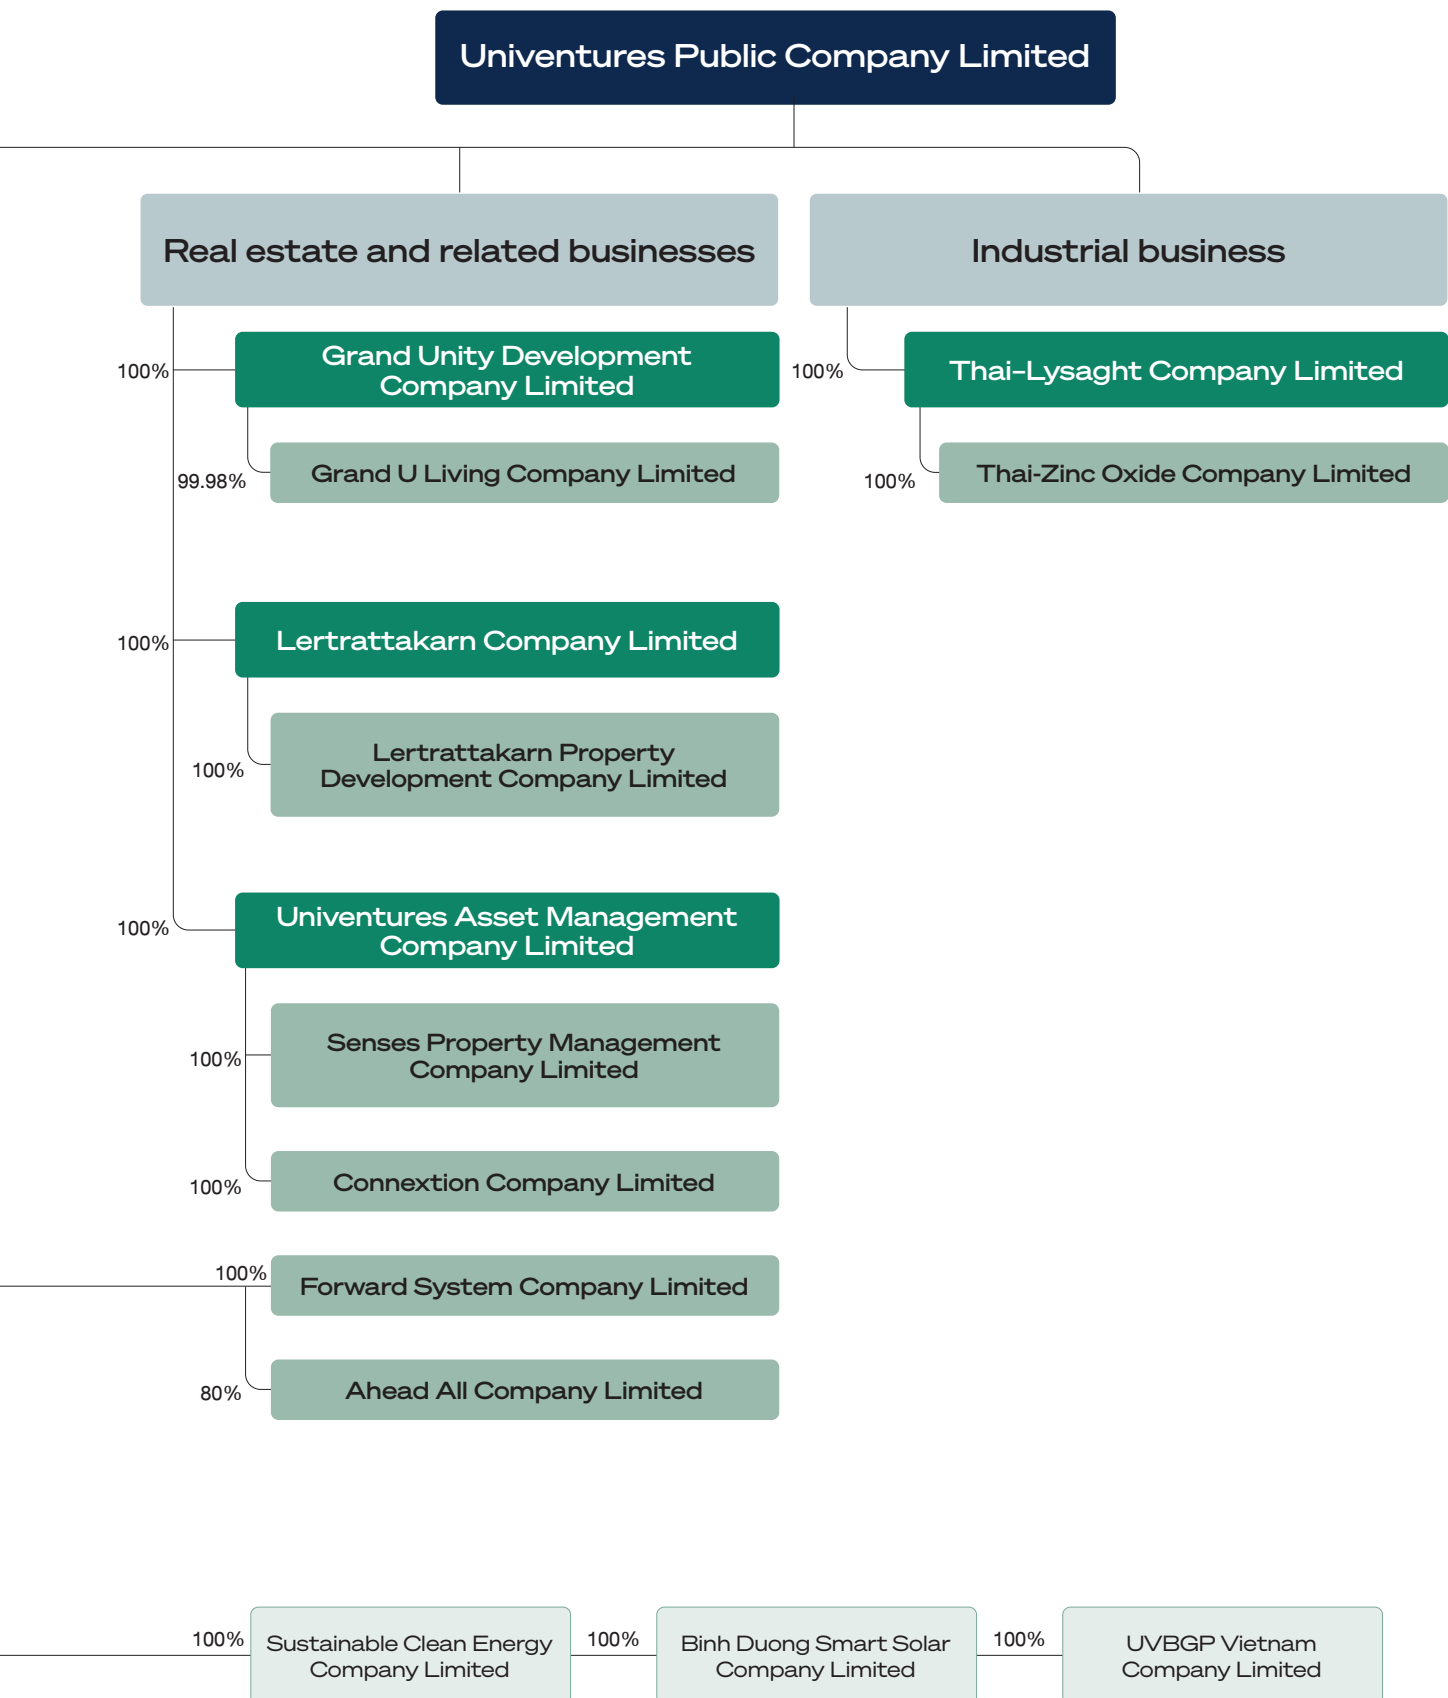 Univentures Public Company Limited
Real estate and related businesses
100%
Grand Unity Development
Company Limited
99.98%
Grand U Living Company Limited
100%
Lertrattakarn Company Limited
100%
Lertrattakarn Property
Development Company Limited
100%
Univentures Asset Management
Company Limited
100%
Senses Property Management
Company Limited
100%
Connextion Company Limited
100%
Forward System Company Limited
80%
Ahead All Company Limited
Industrial business
100%
Thai-Lysaght Company Limited
100%
Thai-Zinc Oxide Company Limited
100%
Sustainable Clean Energy
Company Limited
100%
Binh Duong Smart Solar
Company Limited
100%
UVBGP Vietnam
Company Limited